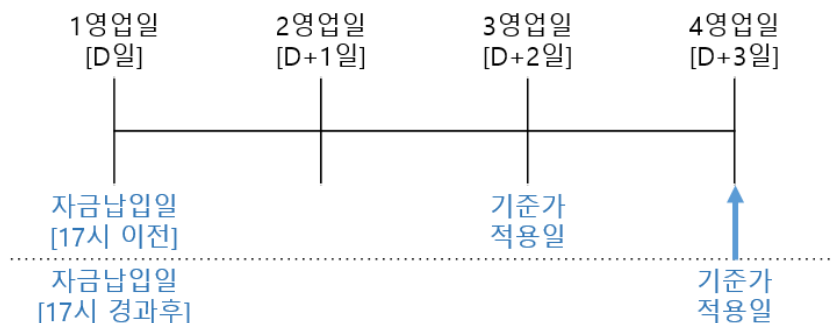 1영업일 2영업일 3영업일 4영업일
[D일] [D+1일] [D+2일] [D+3일]
자금납입일 기준가
[17시 이전] 적용일
자금납입일 기준가
[17시 경과후] 적용일